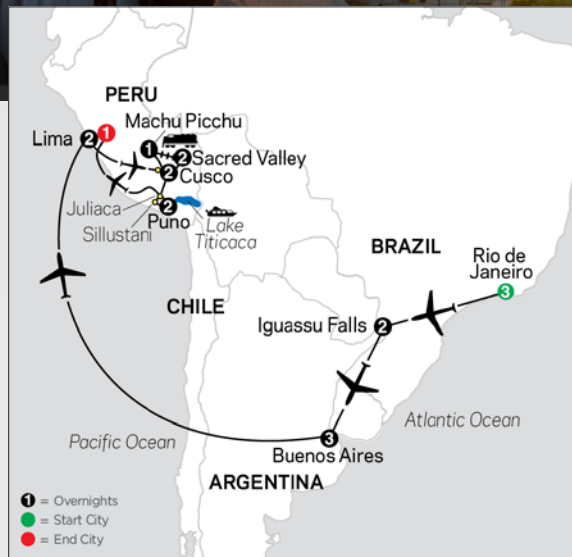 PERU
Machu Picchu
Lima 2 1
1
2 Sacred Valley
2 Cusco
Juliaca
2
Puno
Sillustani
Lake
Titicaca
BRAZIL
Rio de
Janeiro
3
CHILE
Iguassu Falls 2
Atlantic Ocean
Pacific Ocean
3
Buenos Aires
ARGENTINA
1 = Overnights
= Start City
= End City